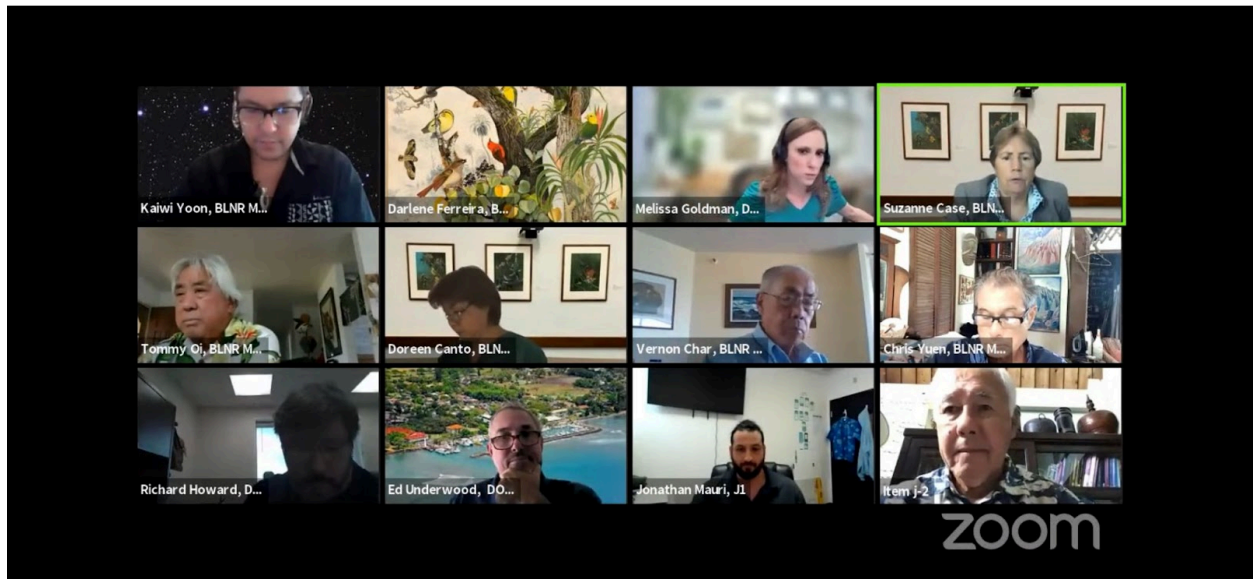 Kaiwi Yoon, BLNR M...
Darlene Ferreira, B...
Melissa Goldman, D...
Suzanne Case, BLN...
Tommy Oi, BLNR M...
Doreen Canto, BLN...
Vernon Char, BLNR ...
Chris Yuen, BLNR M...
Richard Howard, D...
Ed Underwood, DO...
Jonathan Mauri, J1
Item j-2
zoom